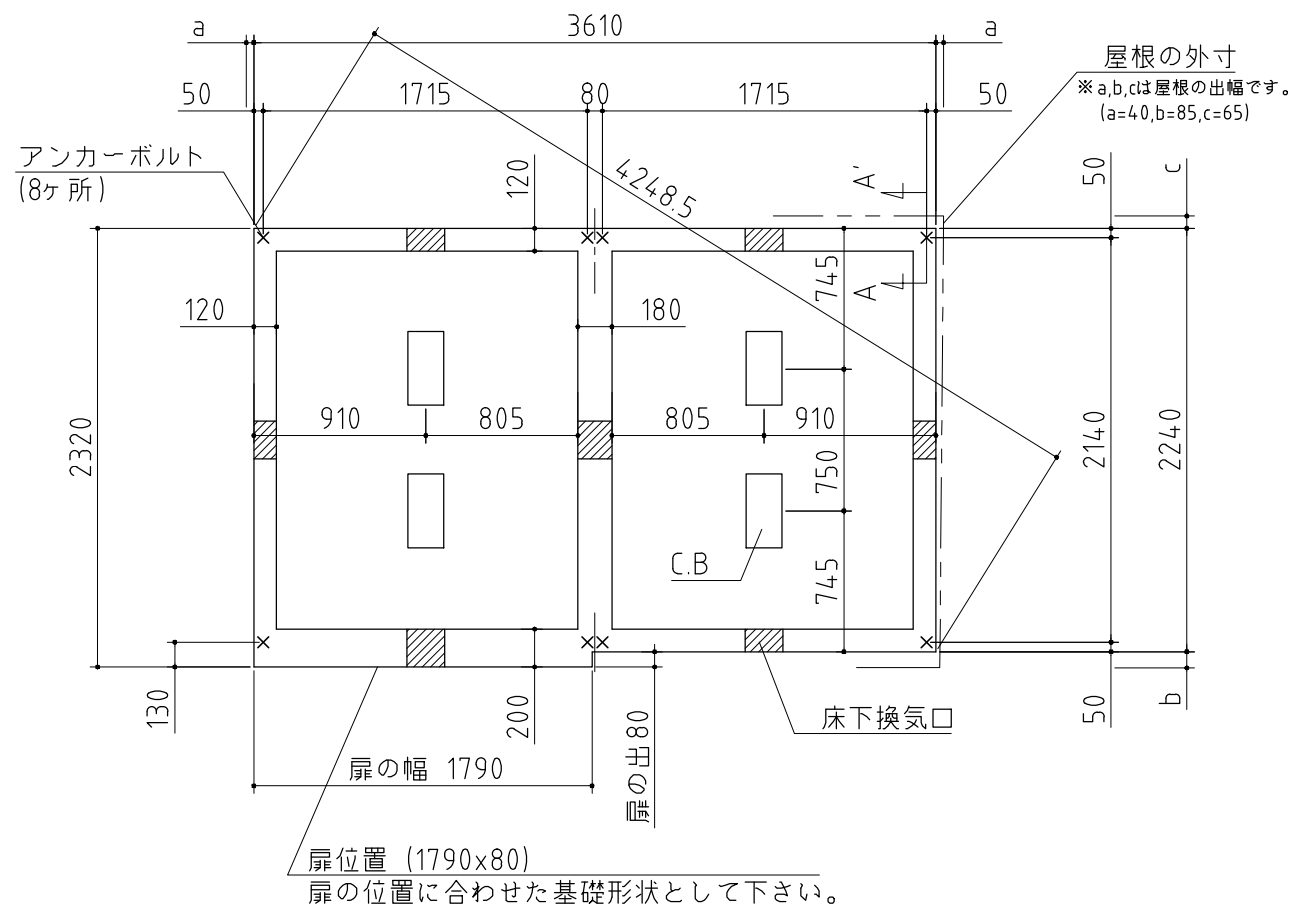 a
3610
a
屋根の外寸
※a,b,cは屋根の出幅です。
(a=40,b=85,c=65)
50
1715
80
1715
50
アンカーボルト
(8ヶ所)
120
4248.5
A'
50
c
745
A
120
180
910
805
805
910
2320
2140
2240
750
C.B
745
130
200
扉の出80
床下換気口
50
b
扉の幅 1790
扉位置 (1790x80)
扉の位置に合わせた基礎形状として下さい。